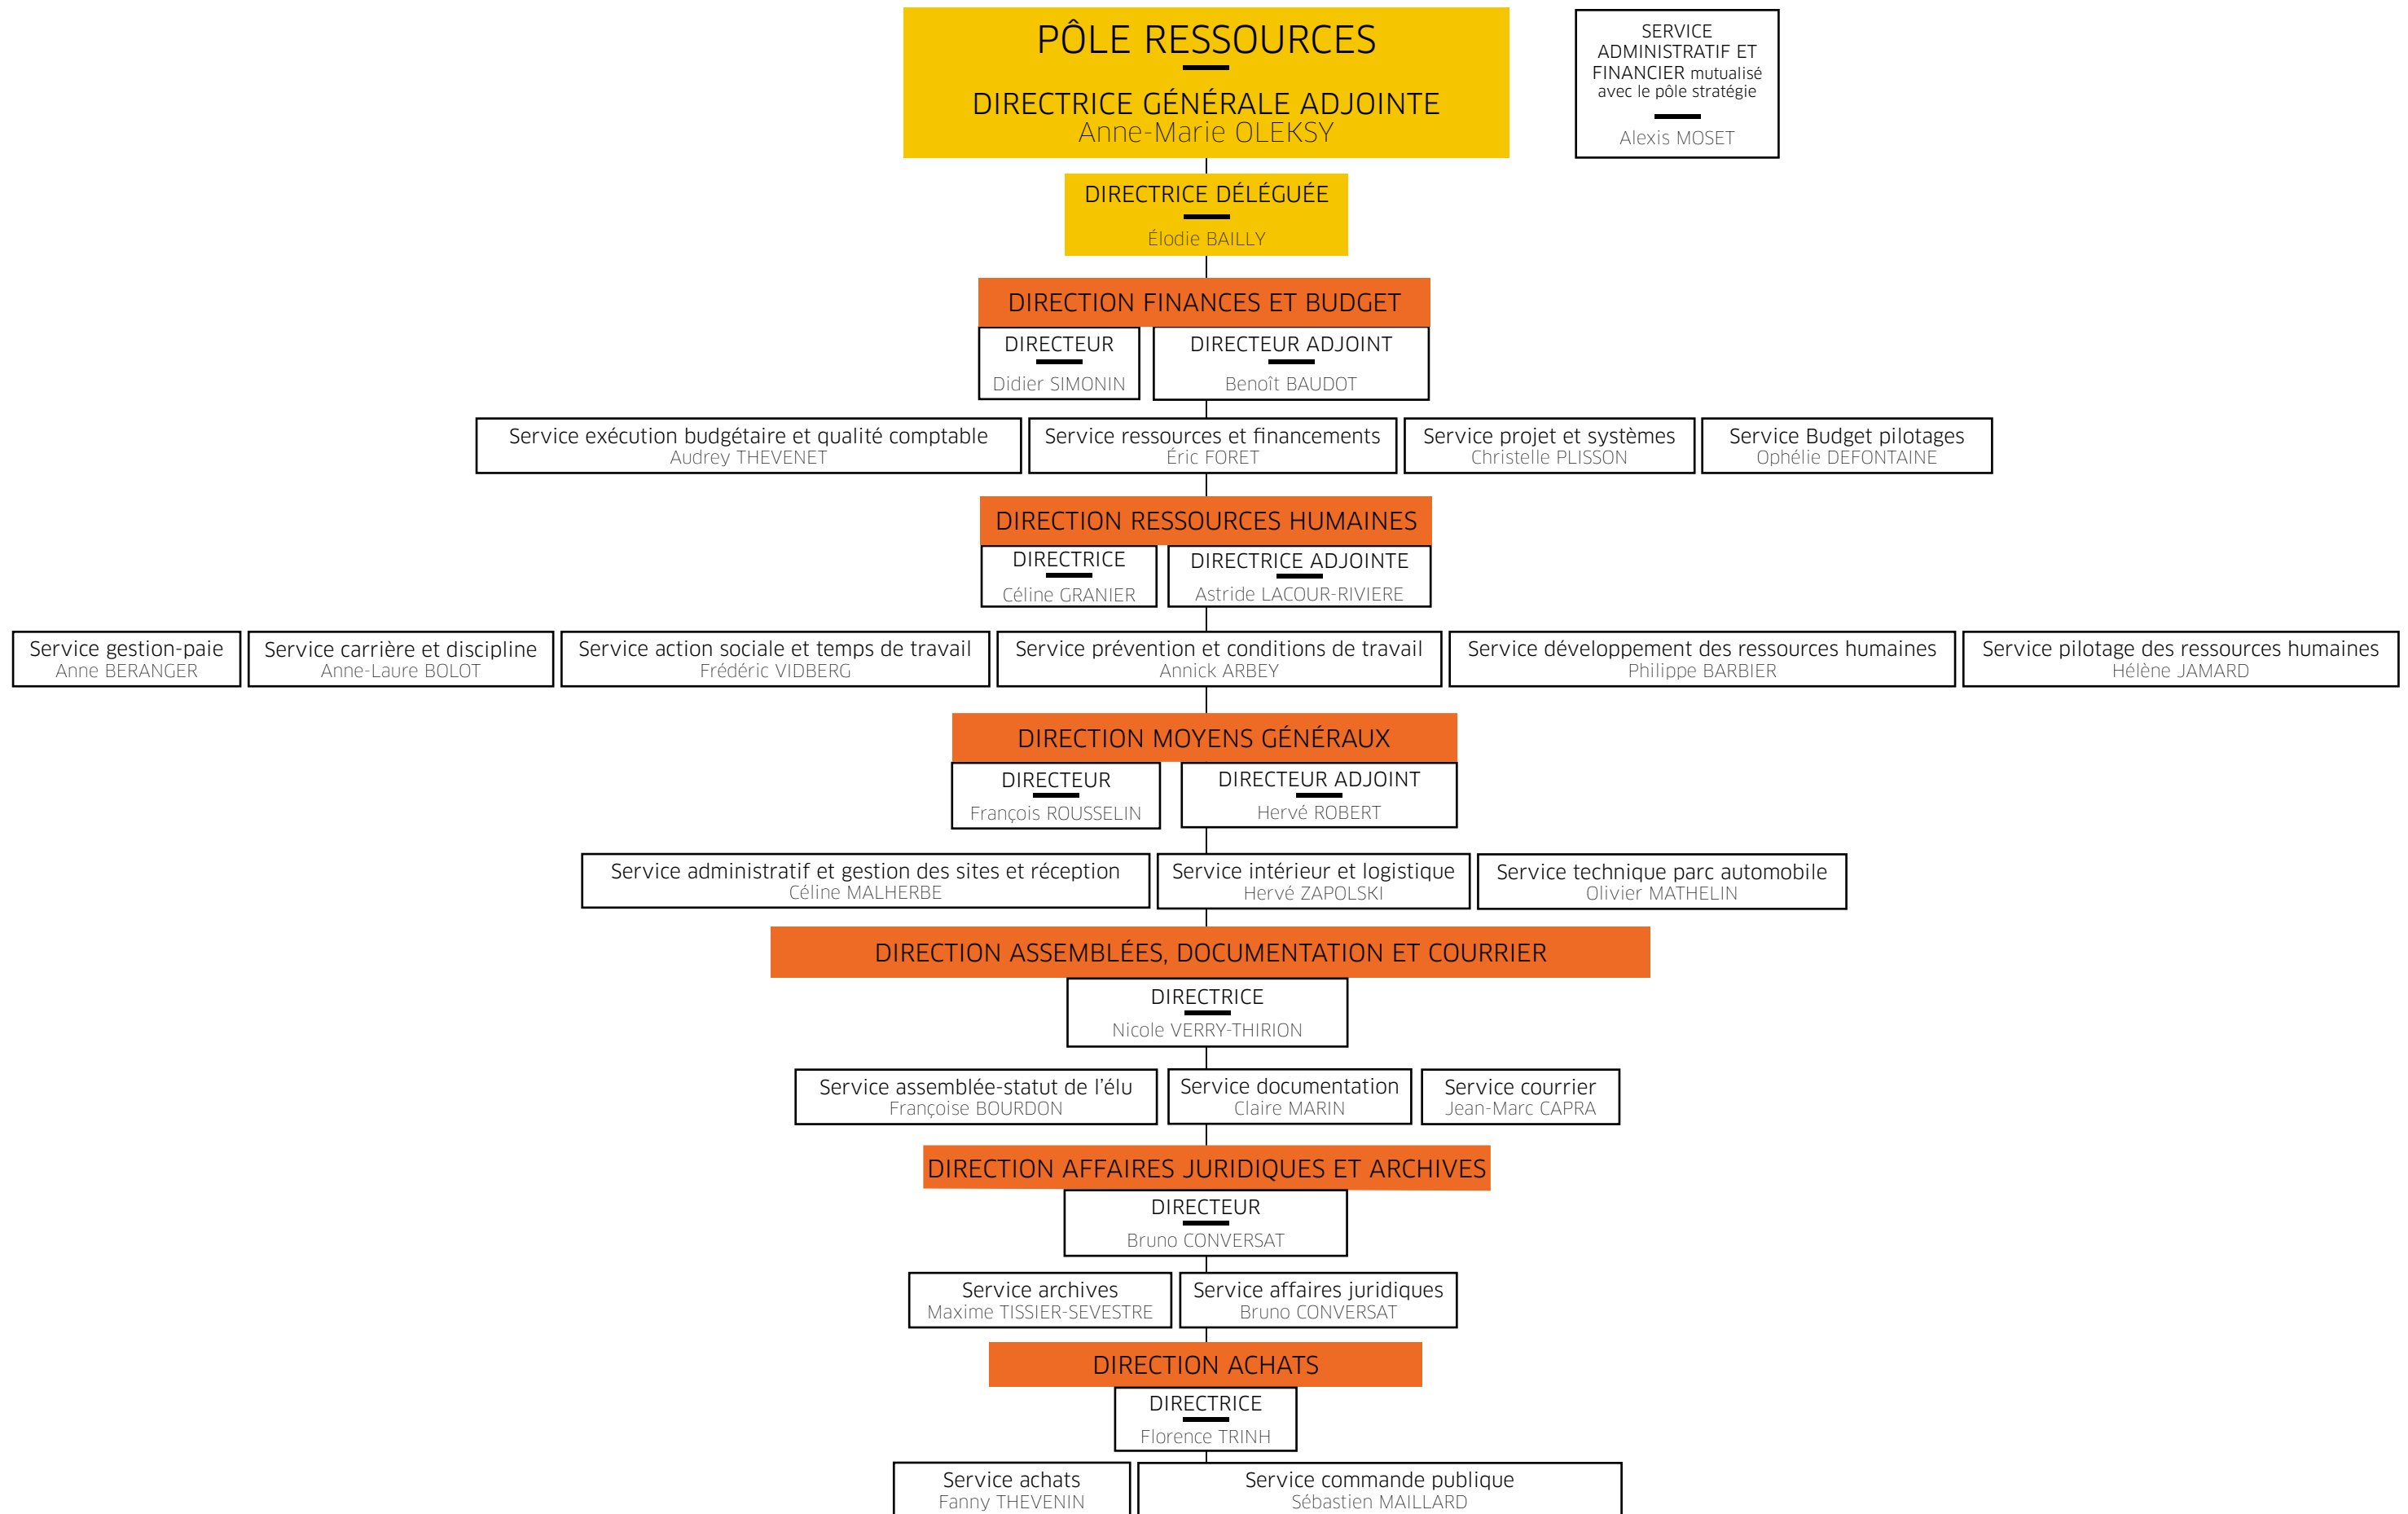 PÔLE RESSOURCES
DIRECTRICE GÉNÉRALE ADJOINTE
Anne-Marie OLEKSY
SERVICE
ADMINISTRATIF ET
FINANCIER mutualisé
avec le pôle stratégie
Alexis MOSET
DIRECTRICE DÉLÉGUÉE
Élodie BAILLY
DIRECTION FINANCES ET BUDGET
DIRECTEUR
Didier SIMONIN
DIRECTEUR ADJOINT
Benoît BAUDOT
Service exécution budgétaire et qualité comptable
Audrey THEVENET
Service ressources et financements
Éric FORET
Service projet et systèmes
Christelle PLISSON
Service Budget pilotages
Ophélie DEFONTAINE
DIRECTION RESSOURCES HUMAINES
DIRECTRICE
Céline GRANIER
DIRECTRICE ADJOINTE
Astride LACOUR-RIVIERE
Service gestion-paie
Anne BERANGER
Service carrière et discipline
Anne-Laure BOLOT
Service action sociale et temps de travail
Frédéric VIDBERG
Service prévention et conditions de travail
Annick ARBEY
Service développement des ressources humaines
Philippe BARBIER
Service pilotage des ressources humaines
Hélène JAMARD
DIRECTION MOYENS GÉNÉRAUX
DIRECTEUR
François ROUSSELIN
DIRECTEUR ADJOINT
Hervé ROBERT
Service administratif et gestion des sites et réception
Céline MALHERBE
Service intérieur et logistique
Hervé ZAPOLSKI
Service technique parc automobile
Olivier MATHELIN
DIRECTION ASSEMBLÉES, DOCUMENTATION ET COURRIER
DIRECTRICE
Nicole VERRY-THIRION
Service assemblée-statut de l'élu
Françoise BOURDON
Service documentation
Claire MARIN
Service courrier
Jean-Marc CAPRA
DIRECTION AFFAIRES JURIDIQUES ET ARCHIVES
DIRECTEUR
Bruno CONVERSAT
Service archives
Maxime TISSIER-SEVESTRE
Service affaires juridiques
Bruno CONVERSAT
DIRECTION ACHATS
DIRECTRICE
Florence TRINH
Service achats
Fanny THEVENIN
Service commande publique
Sébastien MAILLARD